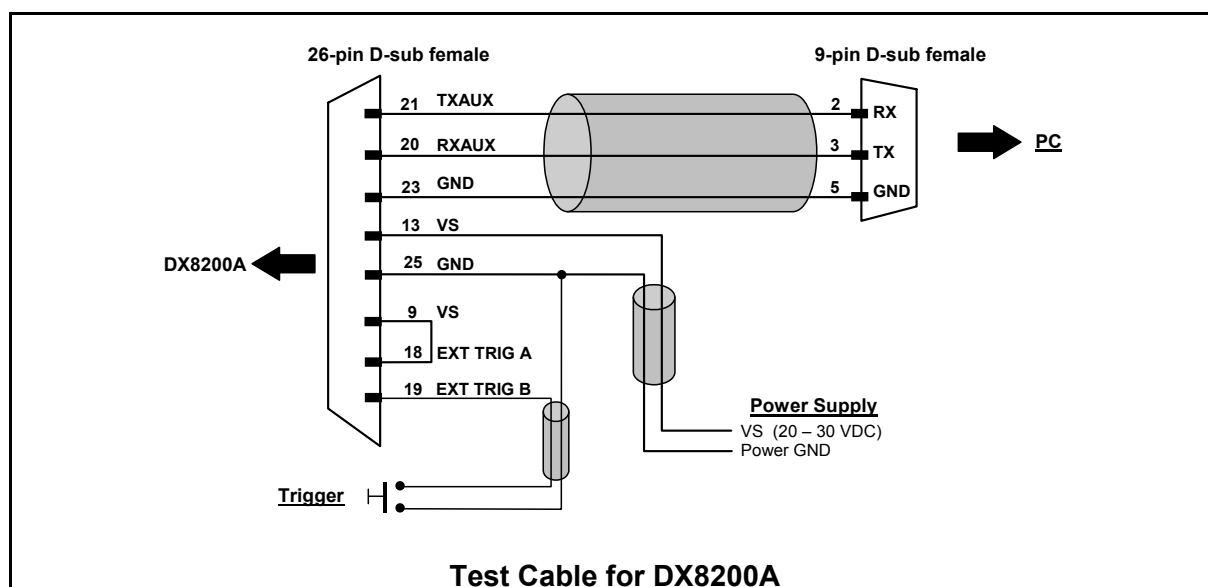 26-pin D-sub female
9-pin D-sub female
21 TXAUX
2 RX
20 RXAUX
3 TX
PC
23 GND
5 GND
13 VS
DX8200A
25 GND
9 VS
18 EXT TRIG A
19 EXT TRIG B
Power Supply
VS (20 – 30 VDC)
Power GND
Trigger
Test Cable for DX8200A